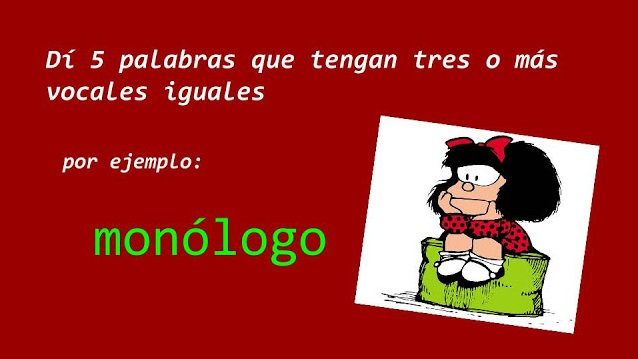 Dí 5 palabras que tengan tres o más
vocales iguales
por ejemplo:
monólogo